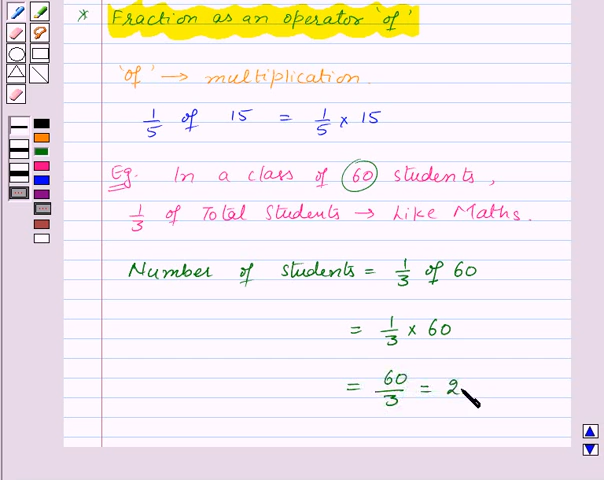 * Fraction as an operator 'of'
'of' → multiplication.
1/5 of 15 = 1/5 × 15
Eg. In a class of 60 students,
1/3 of Total Students → Like Maths.
Number of students = 1/3 of 60
= 1/3 × 60
= 60/3 = 2